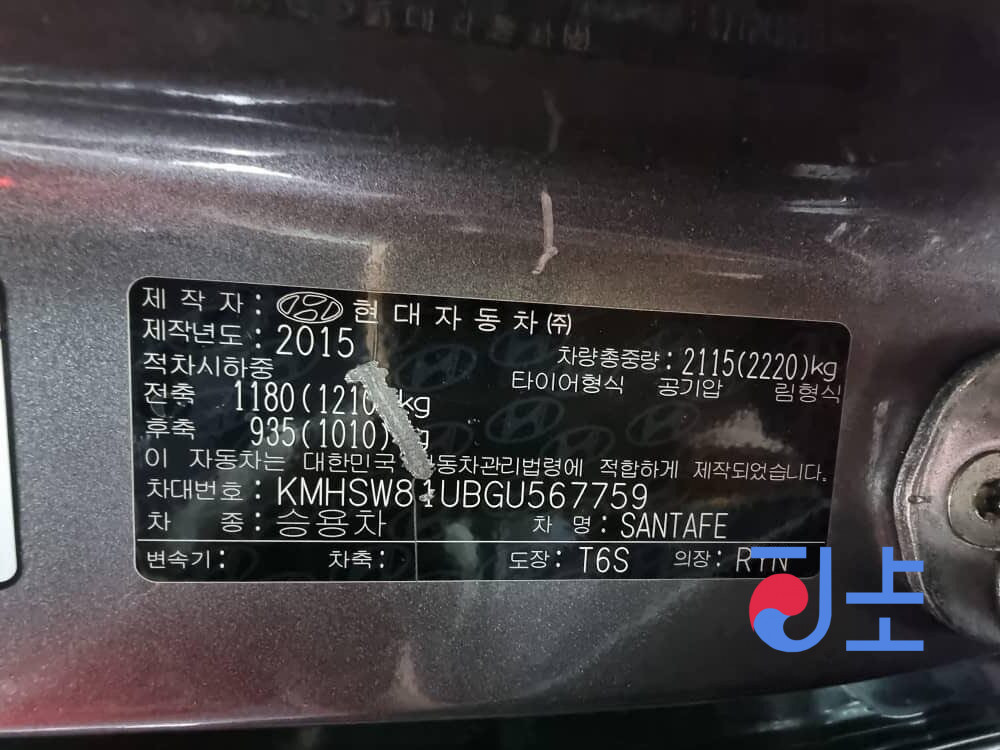 제 작 자 : 현 대 자 동 차 ㈜
제작년도 : 2015
차량총중량 : 2115(2220)kg
적차시하중
타이어형식 공기압 림형식
전축 1180(1210)kg
후축 935(1010)
이 자동차는 대한민국 자동차관리법령에 적합하게 제작되었습니다.
차대번호 : KMHSW81UBGU567759
차 종 : 승용차 차 명 : SANTAFE
변속기 : 차축 : 도장 : T6S 의장 : RYN